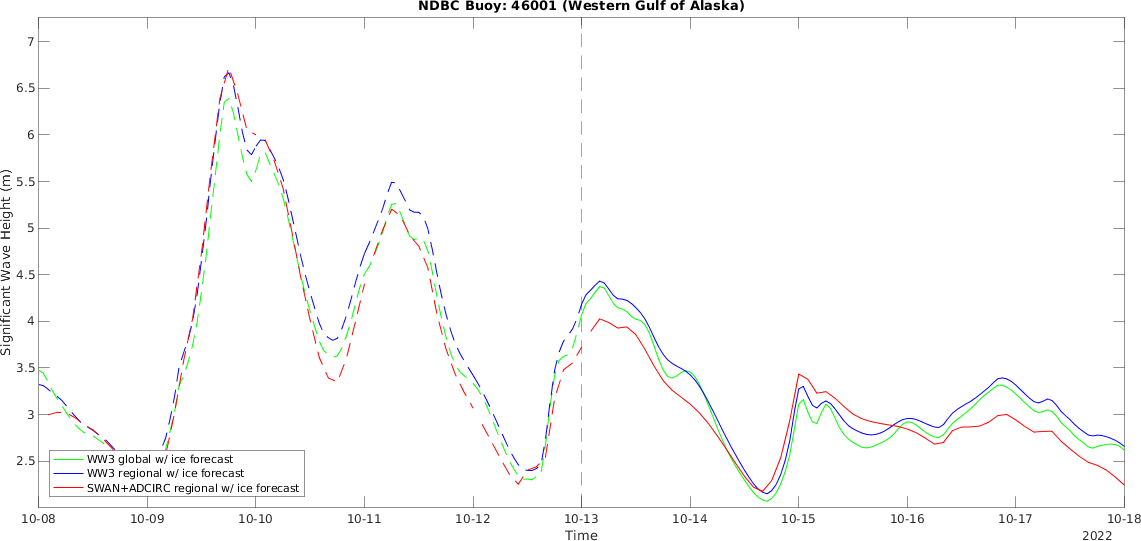 NDBC Buoy: 46001 (Western Gulf of Alaska)
Significant Wave Height (m)
7
6.5
6
5.5
5
4.5
4
3.5
3
2.5
WW3 global w/ ice forecast
WW3 regional w/ ice forecast
SWAN+ADCIRC regional w/ ice forecast
10-08 10-09 10-10 10-11 10-12 10-13 10-14 10-15 10-16 10-17 10-18
Time
2022